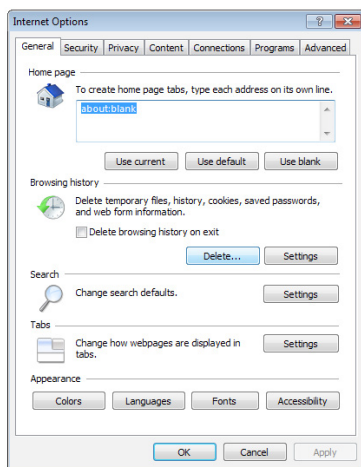 Internet Options
General Security Privacy Content Connections Programs Advanced
Home page
To create home page tabs, type each address on its own line.
about:blank
Use current Use default Use blank
Browsing history
Delete temporary files, history, cookies, saved passwords,
and web form information.
Delete browsing history on exit
Delete... Settings
Search
Change search defaults. Settings
Tabs
Change how webpages are displayed in
tabs. Settings
Appearance
Colors Languages Fonts Accessibility
OK Cancel Apply